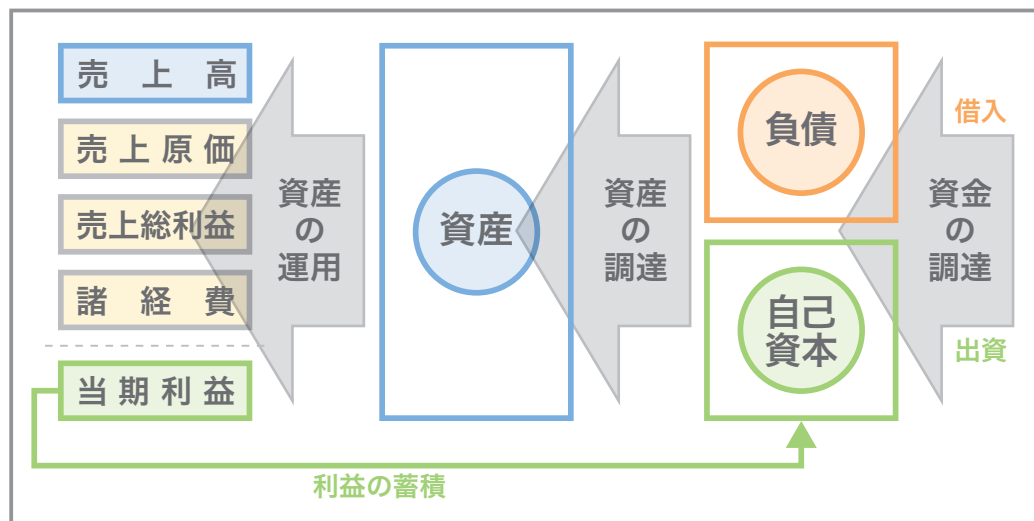 売上高
売上原価
売上総利益
諸経費
当期利益
資産
の
運用
資産
資産
の
調達
負債
自己
資本
借入
資金
の
調達
出資
利益の蓄積